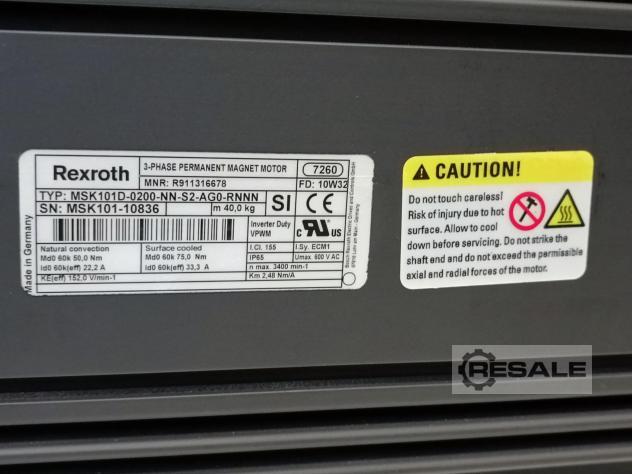 Rexroth
3-PHASE PERMANENT MAGNET MOTOR
7260
MNR: R911316678
FD: 10W32
TYP: MSK101D-0200-NN-S2-AG0-RNNN
SN: MSK101-10836
m 40,0 kg
SI
CE
Inverter Duty
VPWM
c UL US
Made in Germany
Natural convection
Surface cooled
I.Cl. 155
I.Sy. ECM1
Md0 60k 50,0 Nm
Md0 60k 75,0 Nm
IP65
Umax. 600 V AC
Id0 60k(eff) 22,2 A
Id0 60k(eff) 33,3 A
n max. 3400 min-1
KE(eff) 152,0 V/min-1
Km 2,48 Nm/A
CAUTION!
Do not touch careless!
Risk of injury due to hot
surface. Allow to cool
down before servicing. Do not strike the
shaft end and do not exceed the permissible
axial and radial forces of the motor.
RESALE